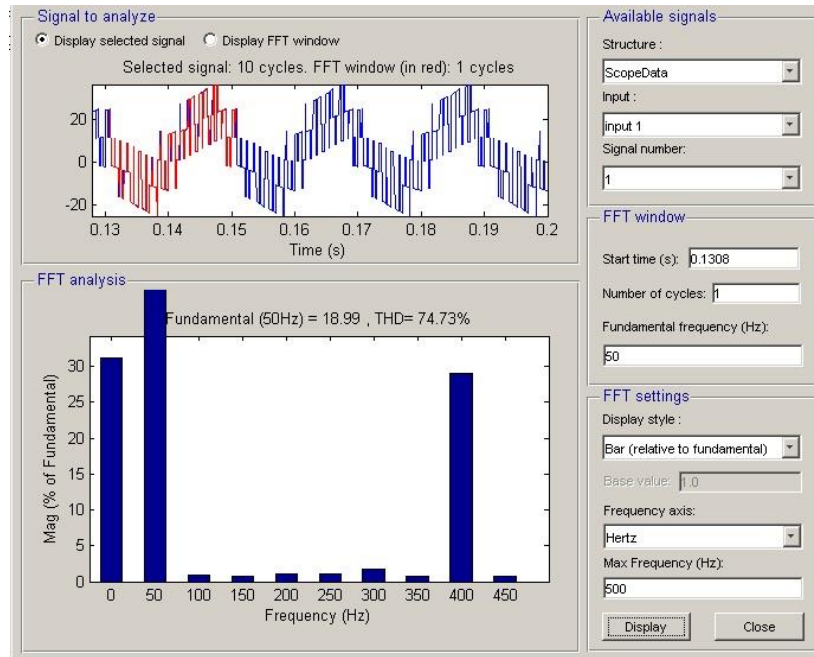 Signal to analyze
Display selected signal Display FFT window
Selected signal: 10 cycles. FFT window (in red): 1 cycles
20
0
-20
0.13 0.14 0.15 0.16 0.17 0.18 0.19 0.2
Time (s)
FFT analysis
Fundamental (50Hz) = 18.99 , THD= 74.73%
Mag (% of Fundamental)
30
25
20
15
10
5
0
0 50 100 150 200 250 300 350 400 450
Frequency (Hz)
Available signals
Structure :
ScopeData
Input :
input 1
Signal number:
1
FFT window
Start time (s): 0.1308
Number of cycles: 1
Fundamental frequency (Hz):
50
FFT settings
Display style :
Bar (relative to fundamental)
Base value: 1.0
Frequency axis:
Hertz
Max Frequency (Hz):
500
Display Close